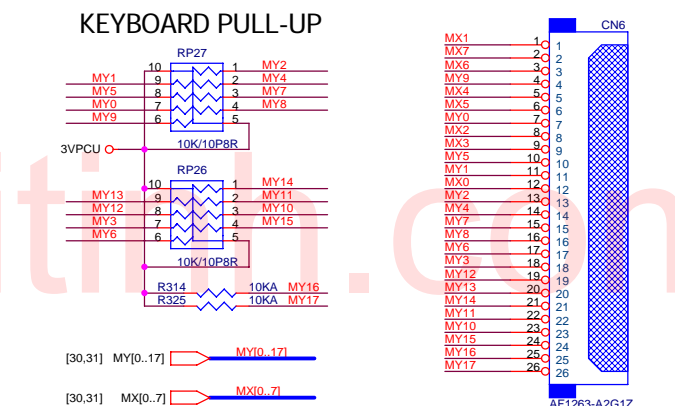 KEYBOARD PULL-UP
RP27
10 1 MY2
MY1 9 2 MY4
MY5 8 3 MY7
MY0 7 4 MY8
MY9 6 5
3VPCU 10K/10P8R
RP26
10 1 MY14
MY13 9 2 MY11
MY12 8 3 MY10
MY3 7 4 MY15
MY6 6 5
10K/10P8R
R314 10KA MY16
R325 10KA MY17
[30,31] MY[0..17] MY[0..17]
[30,31] MX[0..7] MX[0..7]
CN6
MX1 1 1
MX7 2 2
MX6 3 3
MY9 4 4
MX4 5 5
MX5 6 6
MY0 7 7
MX2 8 8
MX3 9 9
MY5 10 10
MY1 11 11
MX0 12 12
MY2 13 13
MY4 14 14
MY7 15 15
MY8 16 16
MY6 17 17
MY3 18 18
MY12 19 19
MY13 20 20
MY14 21 21
MY11 22 22
MY10 23 23
MY15 24 24
MY16 25 25
MY17 26 26
AF1263-A2G1Z
itinh.com